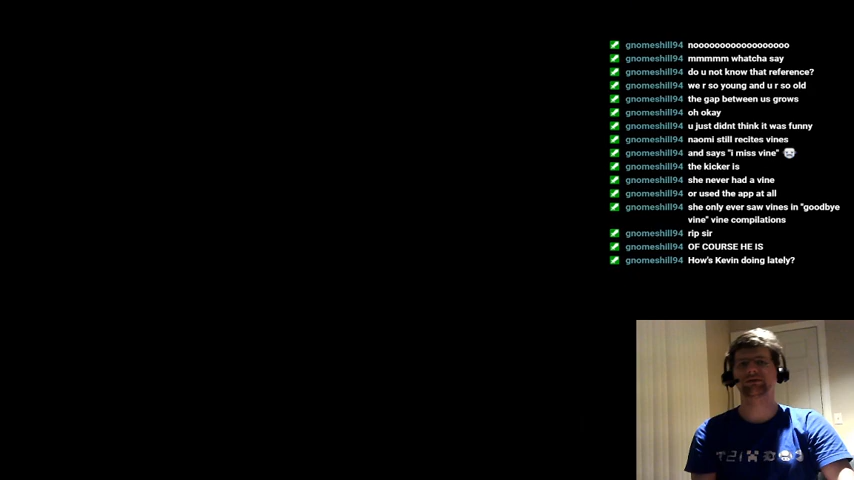 gnomeshill94 nooooooooooooooooooo
gnomeshill94 mmmmm whatcha say
gnomeshill94 do u not know that reference?
gnomeshill94 we r so young and u r so old
gnomeshill94 the gap between us grows
gnomeshill94 oh okay
gnomeshill94 u just didnt think it was funny
gnomeshill94 naomi still recites vines
gnomeshill94 and says "i miss vine"
gnomeshill94 the kicker is
gnomeshill94 she never had a vine
gnomeshill94 or used the app at all
gnomeshill94 she only ever saw vines in "goodbye
vine" vine compilations
gnomeshill94 rip sir
gnomeshill94 OF COURSE HE IS
gnomeshill94 How's Kevin doing lately?